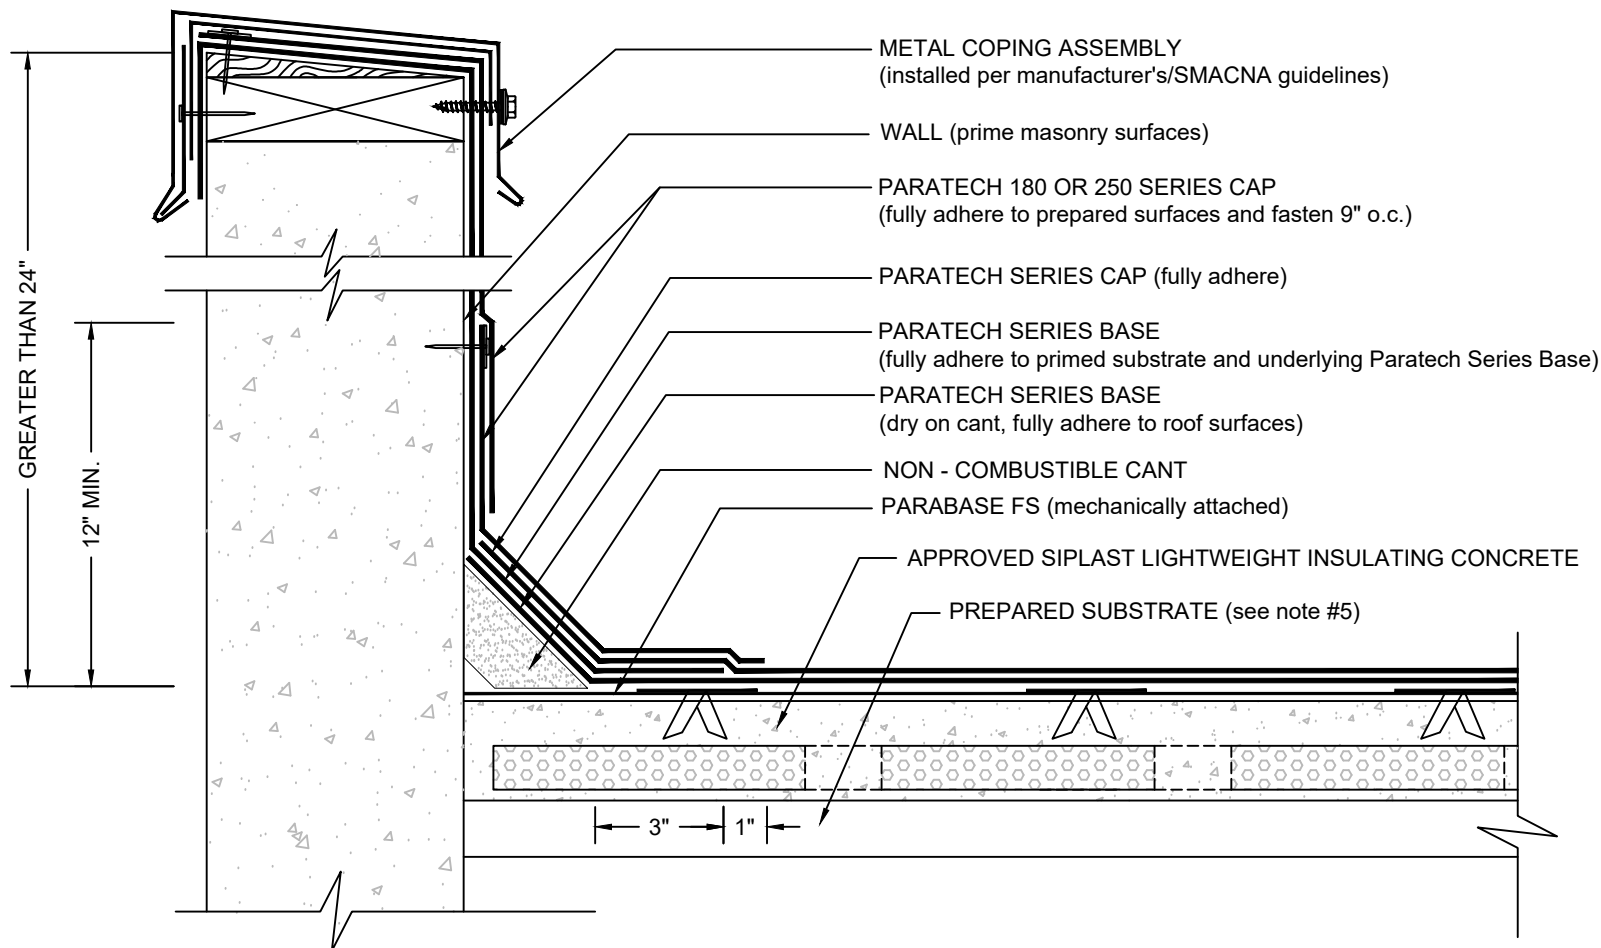 METAL COPING ASSEMBLY
(installed per manufacturer's/SMACNA guidelines)
WALL (prime masonry surfaces)
PARATECH 180 OR 250 SERIES CAP
(fully adhere to prepared surfaces and fasten 9" o.c.)
PARATECH SERIES CAP (fully adhere)
PARATECH SERIES BASE
(fully adhere to primed substrate and underlying Paratech Series Base)
PARATECH SERIES BASE
(dry on cant, fully adhere to roof surfaces)
NON - COMBUSTIBLE CANT
PARABASE FS (mechanically attached)
APPROVED SIPLAST LIGHTWEIGHT INSULATING CONCRETE
PREPARED SUBSTRATE (see note #5)
GREATER THAN 24"
12" MIN.
3"
1"